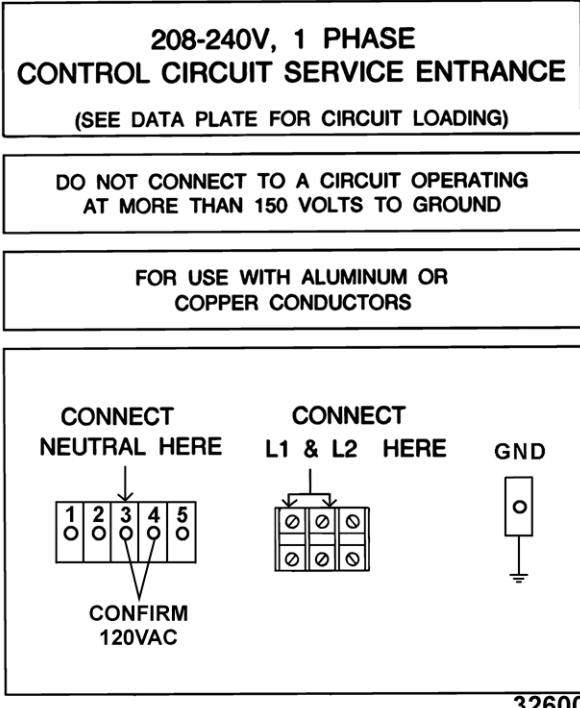 208-240V, 1 PHASE
CONTROL CIRCUIT SERVICE ENTRANCE
(SEE DATA PLATE FOR CIRCUIT LOADING)
DO NOT CONNECT TO A CIRCUIT OPERATING
AT MORE THAN 150 VOLTS TO GROUND
FOR USE WITH ALUMINUM OR
COPPER CONDUCTORS
CONNECT
NEUTRAL HERE
CONNECT
L1 & L2 HERE
GND
1 2 3 4 5
CONFIRM
120VAC
32600